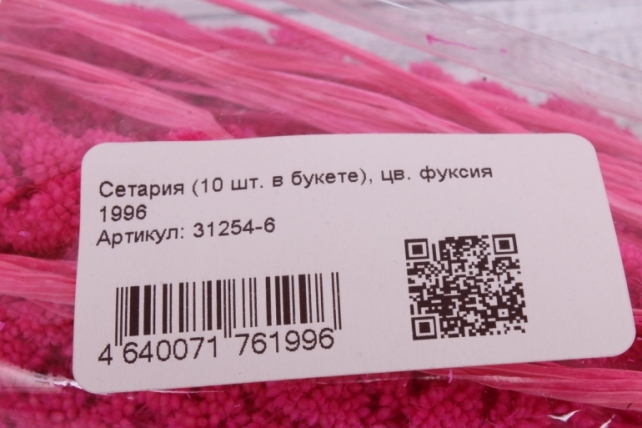 Сетария (10 шт. в букете), цв. фуксия
1996
Артикул: 31254-6
4 640071 761996